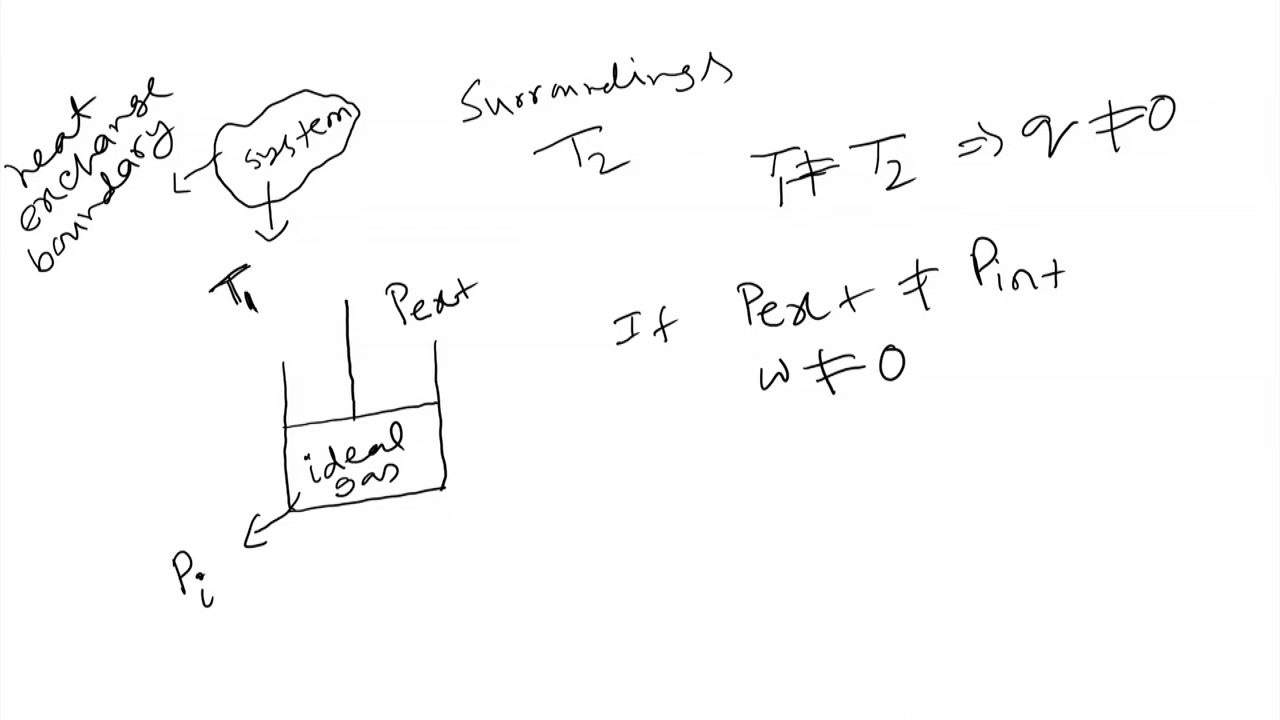 heat
exchange
boundary
system
T₁
Surroundings
T₂
T₁ ≠ T₂ ⇒ q ≠ 0
If Pext ≠ Pint
w ≠ 0
Pext
ideal
gas
Pi